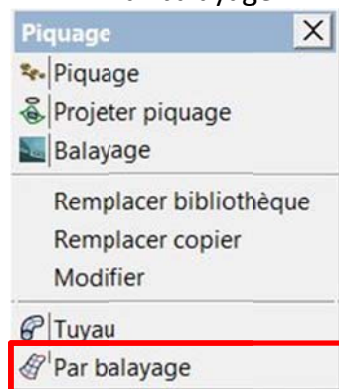 Piquage
Piquage
Projeter piquage
Balayage
Remplacer bibliothèque
Remplacer copier
Modifier
Tuyau
Par balayage